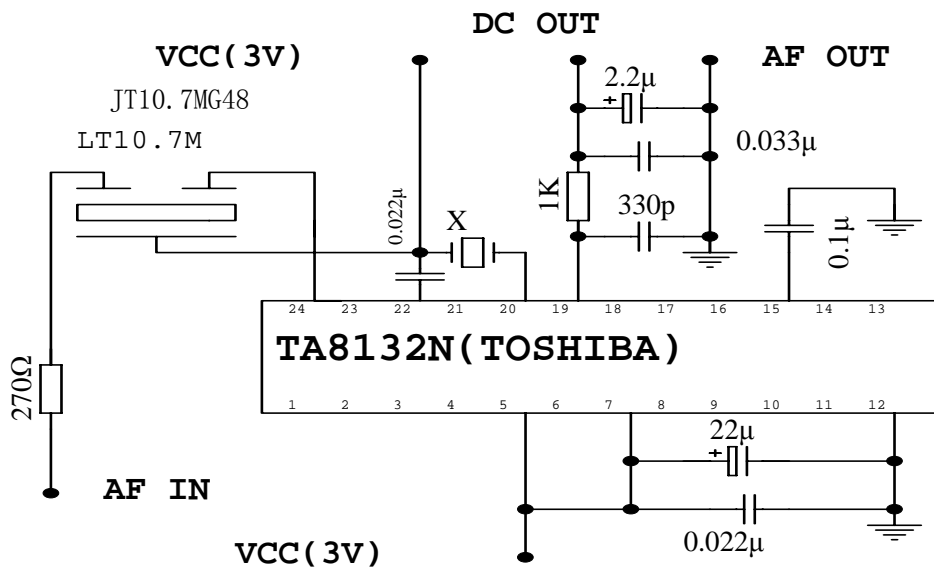 DC OUT
VCC(3V)
AF OUT
2.2μ
+
JT10.7MG48
LT10.7M
0.033μ
1K
330p
0.022μ
X
0.1μ
24 23 22 21 20 19 18 17 16 15 14 13
TA8132N(TOSHIBA)
270Ω
1 2 3 4 5 6 7 8 9 10 11 12
22μ
+
AF IN
0.022μ
VCC(3V)